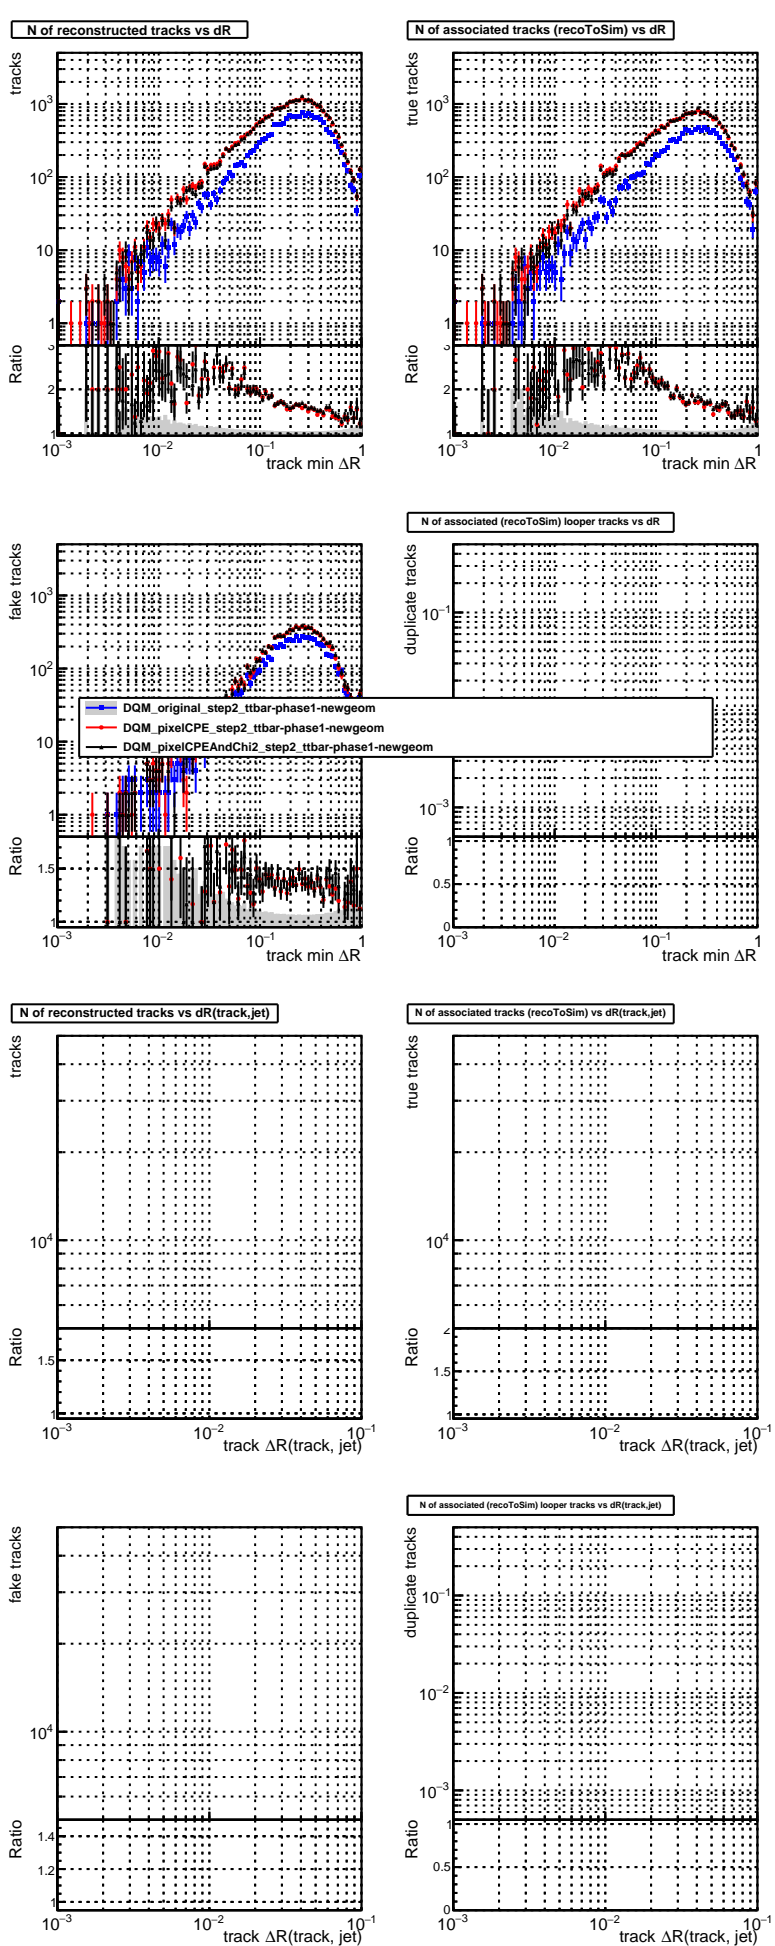 N of reconstructed tracks vs dR
tracks
10³
10²
10
1
Ratio
3
2
1
10⁻³
10⁻²
10⁻¹
1
track min ΔR
N of associated tracks (recoToSim) vs dR
true tracks
10³
10²
10
1
Ratio
3
2
1
10⁻³
10⁻²
10⁻¹
1
track min ΔR
fake tracks
10³
10²
10
1
Ratio
1.5
1
10⁻³
10⁻²
10⁻¹
1
track min ΔR
N of associated (recoToSim) looper tracks vs dR
duplicate tracks
10⁻¹
10⁻³
Ratio
1
0.5
0
10⁻³
10⁻²
10⁻¹
1
track min ΔR
DQM_original_step2_ttbar-phase1-newgeom
DQM_pixelCPE_step2_ttbar-phase1-newgeom
DQM_pixelCPEAndChi2_step2_ttbar-phase1-newgeom
N of reconstructed tracks vs dR(track,jet)
tracks
10⁴
Ratio
1.5
1
10⁻³
10⁻²
10⁻¹
track ΔR(track, jet)
N of associated tracks (recoToSim) vs dR(track,jet)
true tracks
10⁴
Ratio
2
1.5
1
10⁻³
10⁻²
10⁻¹
track ΔR(track, jet)
fake tracks
10⁴
Ratio
1.4
1.2
1
10⁻³
10⁻²
10⁻¹
track ΔR(track, jet)
N of associated (recoToSim) looper tracks vs dR(track,jet)
duplicate tracks
10⁻¹
10⁻²
10⁻³
Ratio
1
0.5
0
10⁻³
10⁻²
10⁻¹
track ΔR(track, jet)